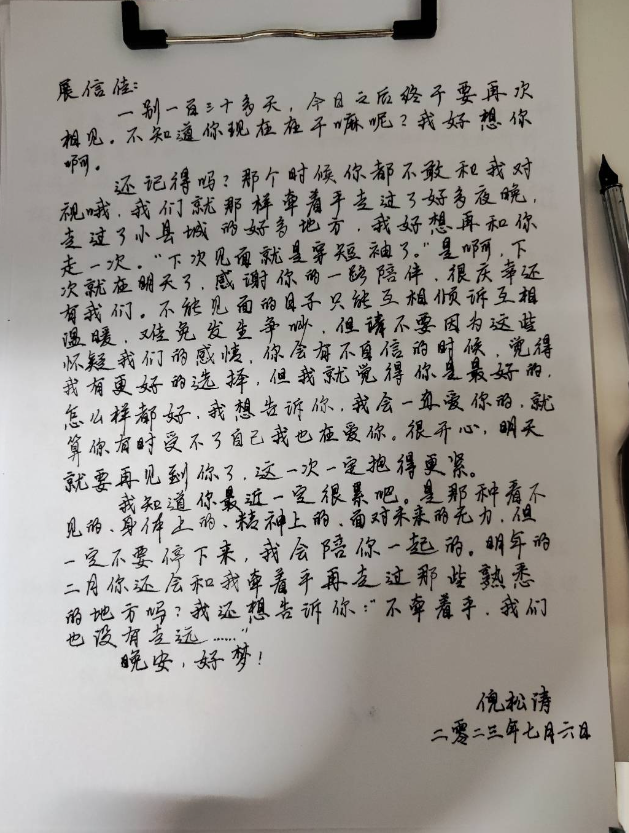 展信佳：
一别一百三十多天，今日之后终于要再次
相见。不知道你现在在干嘛呢？我好想你
啊。
还记得吗？那个时候你都不敢和我对
视哦，我们就那样牵着手走过了好多夜晚，
走过了小县城的好多地方，我好想再和你
走一次。“下次见面就是穿短袖了。”是啊，下
次就在明天了，感谢你的一路陪伴，很庆幸还
有我们。不能见面的日子只能互相倾诉互相
温暖，难免发生争吵，但请不要因为这些
怀疑我们的感情，你会有不自信的时候，觉得
我有更好的选择，但我就觉得你是最好的，
怎么样都好，我想告诉你，我会一直爱你的，就
算你有时受不了自己我也在爱你。很开心，明天
就要再见到你了，这一次一定抱得更紧。
我知道你最近一定很累吧。是那种看不
见的、身体上的、精神上的、面对未来的无力，但
一定不要停下来，我会陪你一起的。明年的
二月你还会和我牵着手再走过那些熟悉
的地方吗？我还想告诉你：“不牵着手，我们
也没有走远……”
晚安，好梦！
倪松涛
二零二三年七月六日